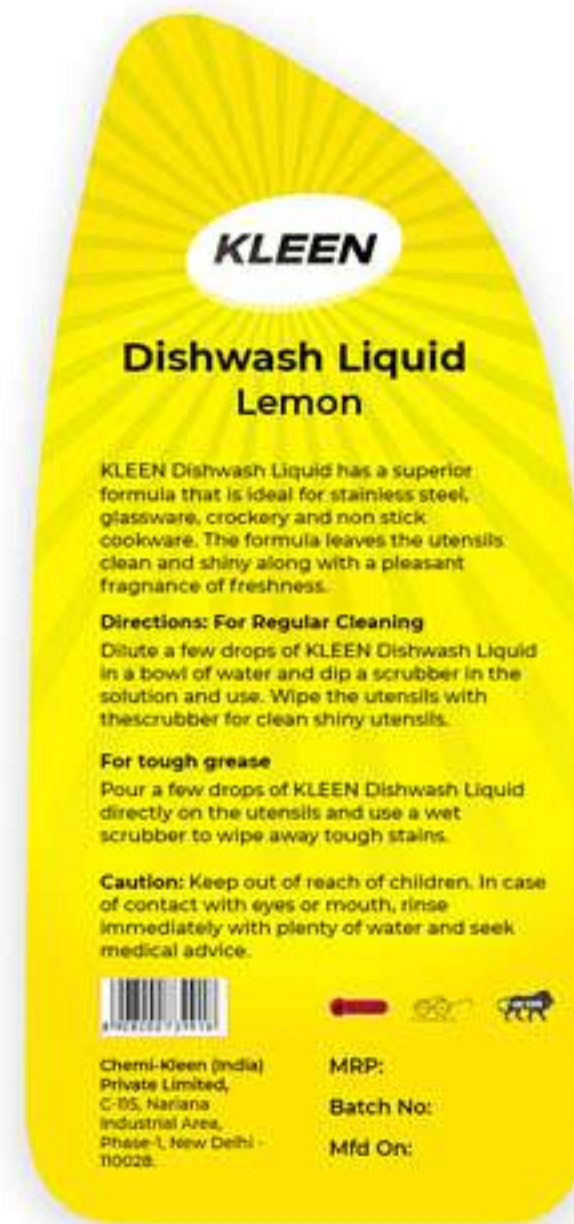 KLEEN
Dishwash Liquid
Lemon
KLEEN Dishwash Liquid has a superior
formula that is ideal for stainless steel,
glassware, crockery and non stick
cookware. The formula leaves the utensils
clean and shiny along with a pleasant
fragnance of freshness.
Directions: For Regular Cleaning
Dilute a few drops of KLEEN Dishwash Liquid
in a bowl of water and dip a scrubber in the
solution and use. Wipe the utensils with
thescrubber for clean shiny utensils.
For tough grease
Pour a few drops of KLEEN Dishwash Liquid
directly on the utensils and use a wet
scrubber to wipe away tough stains.
Caution: Keep out of reach of children. In case
of contact with eyes or mouth, rinse
immediately with plenty of water and seek
medical advice.
Chemi-Kleen (India)
Private Limited,
C-115, Nariana
Industrial Area,
Phase-1, New Delhi -
110028.
MRP:
Batch No:
Mfd On: